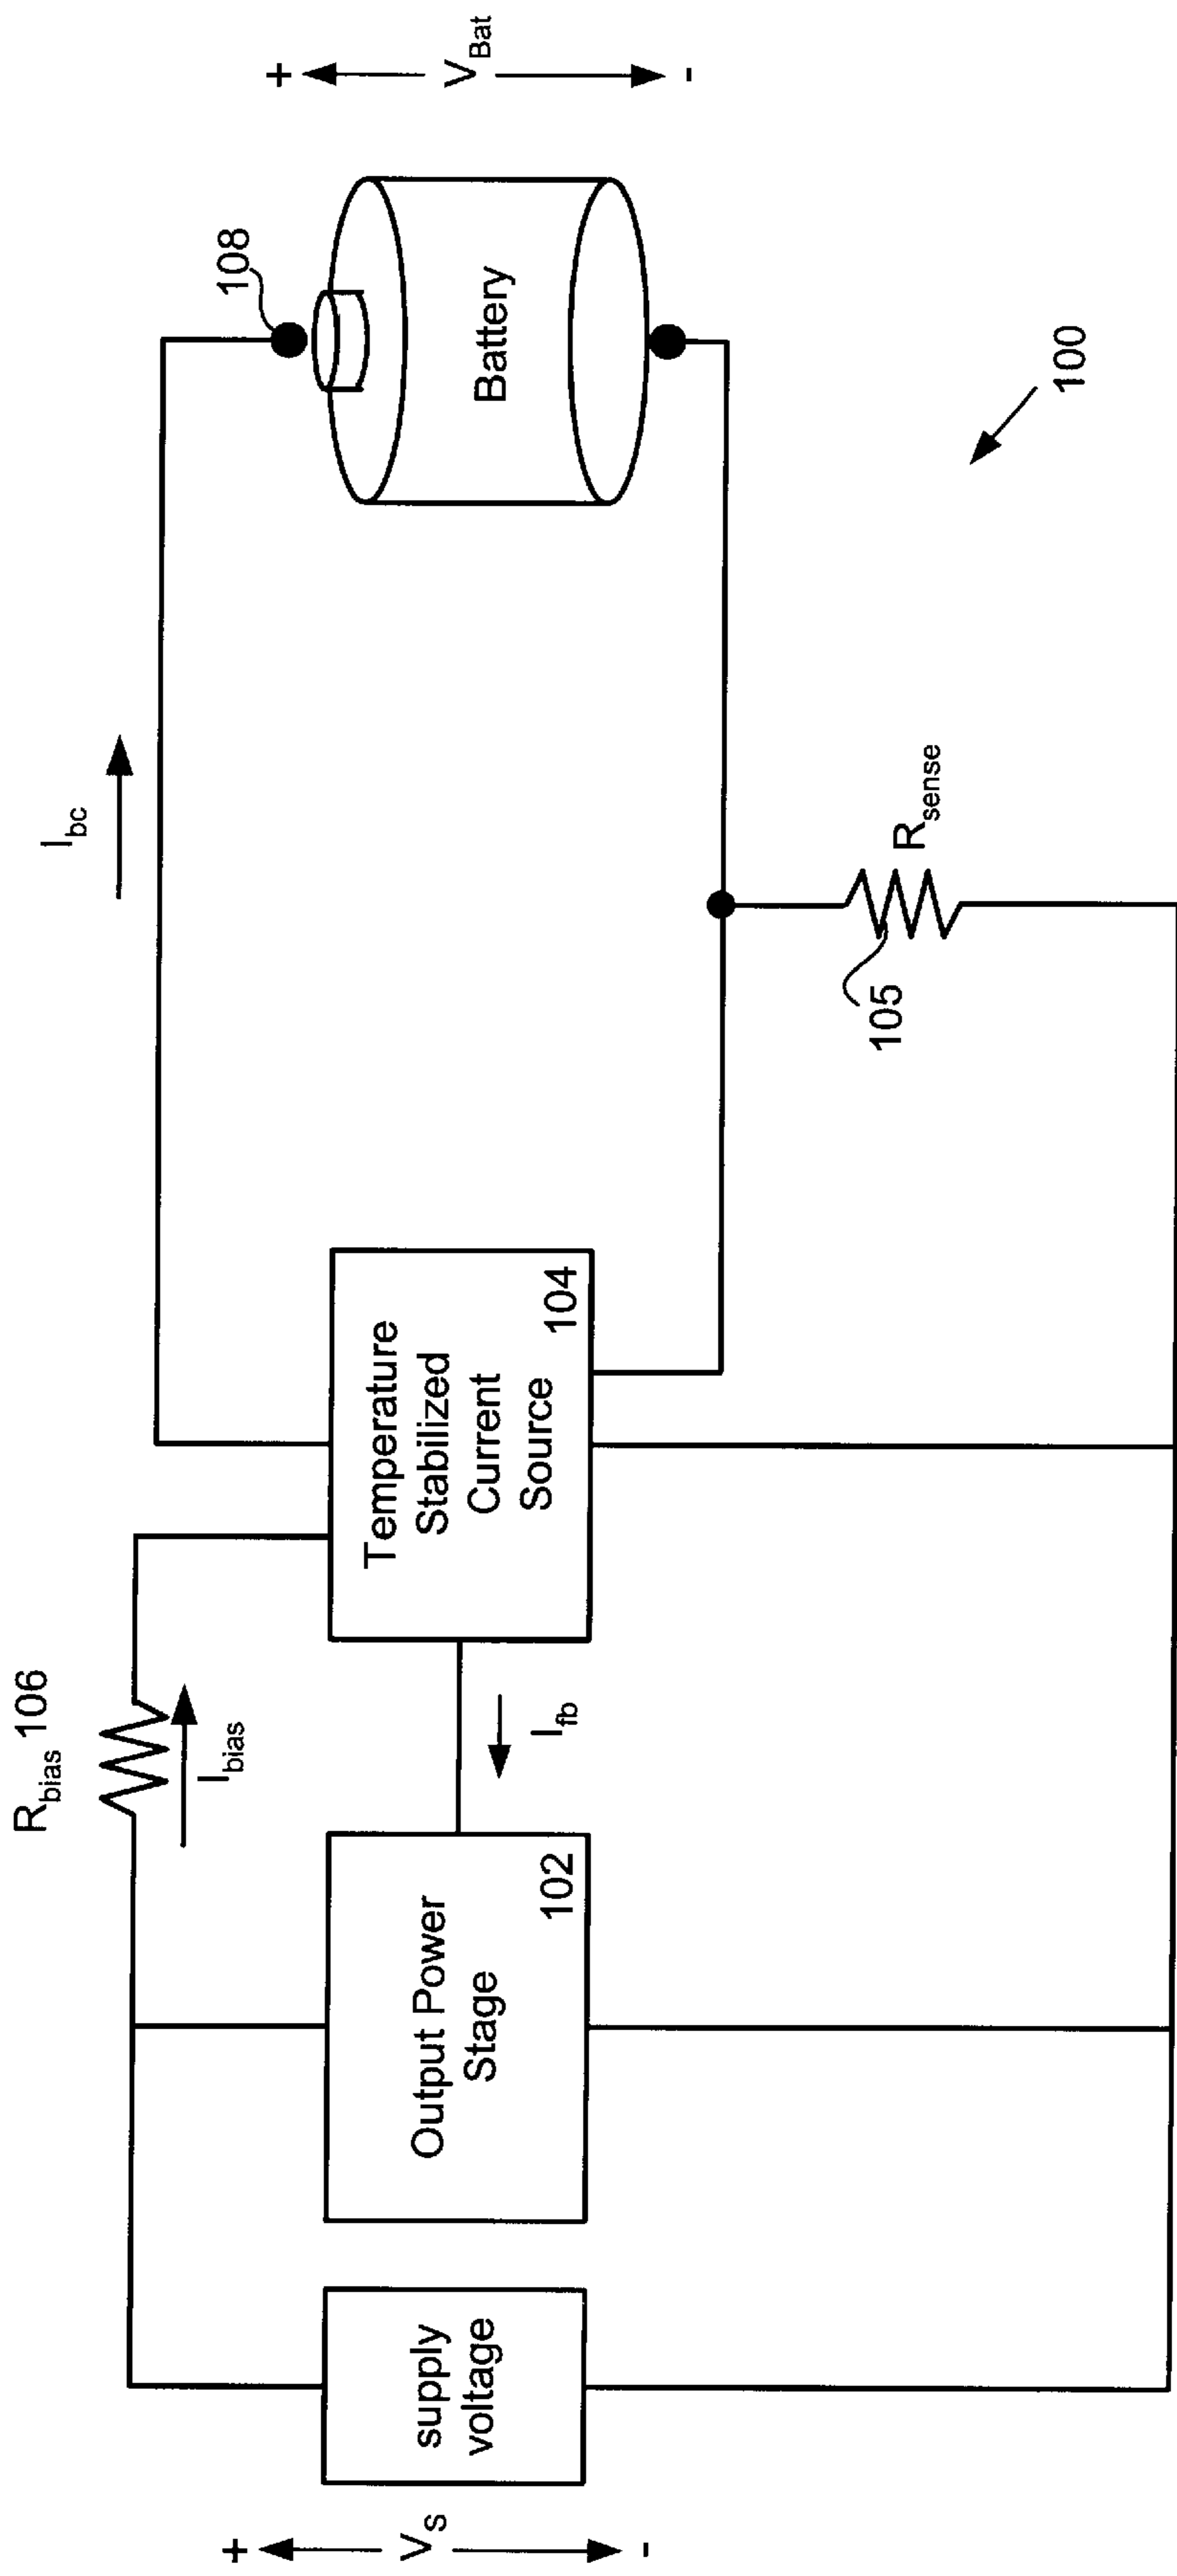 R_bias 106
I_bias
I_bc
+
V_S
-
supply
voltage
Output Power
Stage
102
I_fb
Temperature
Stabilized
Current
Source
104
108
Battery
+
V_Bat
-
105
R_sense
100